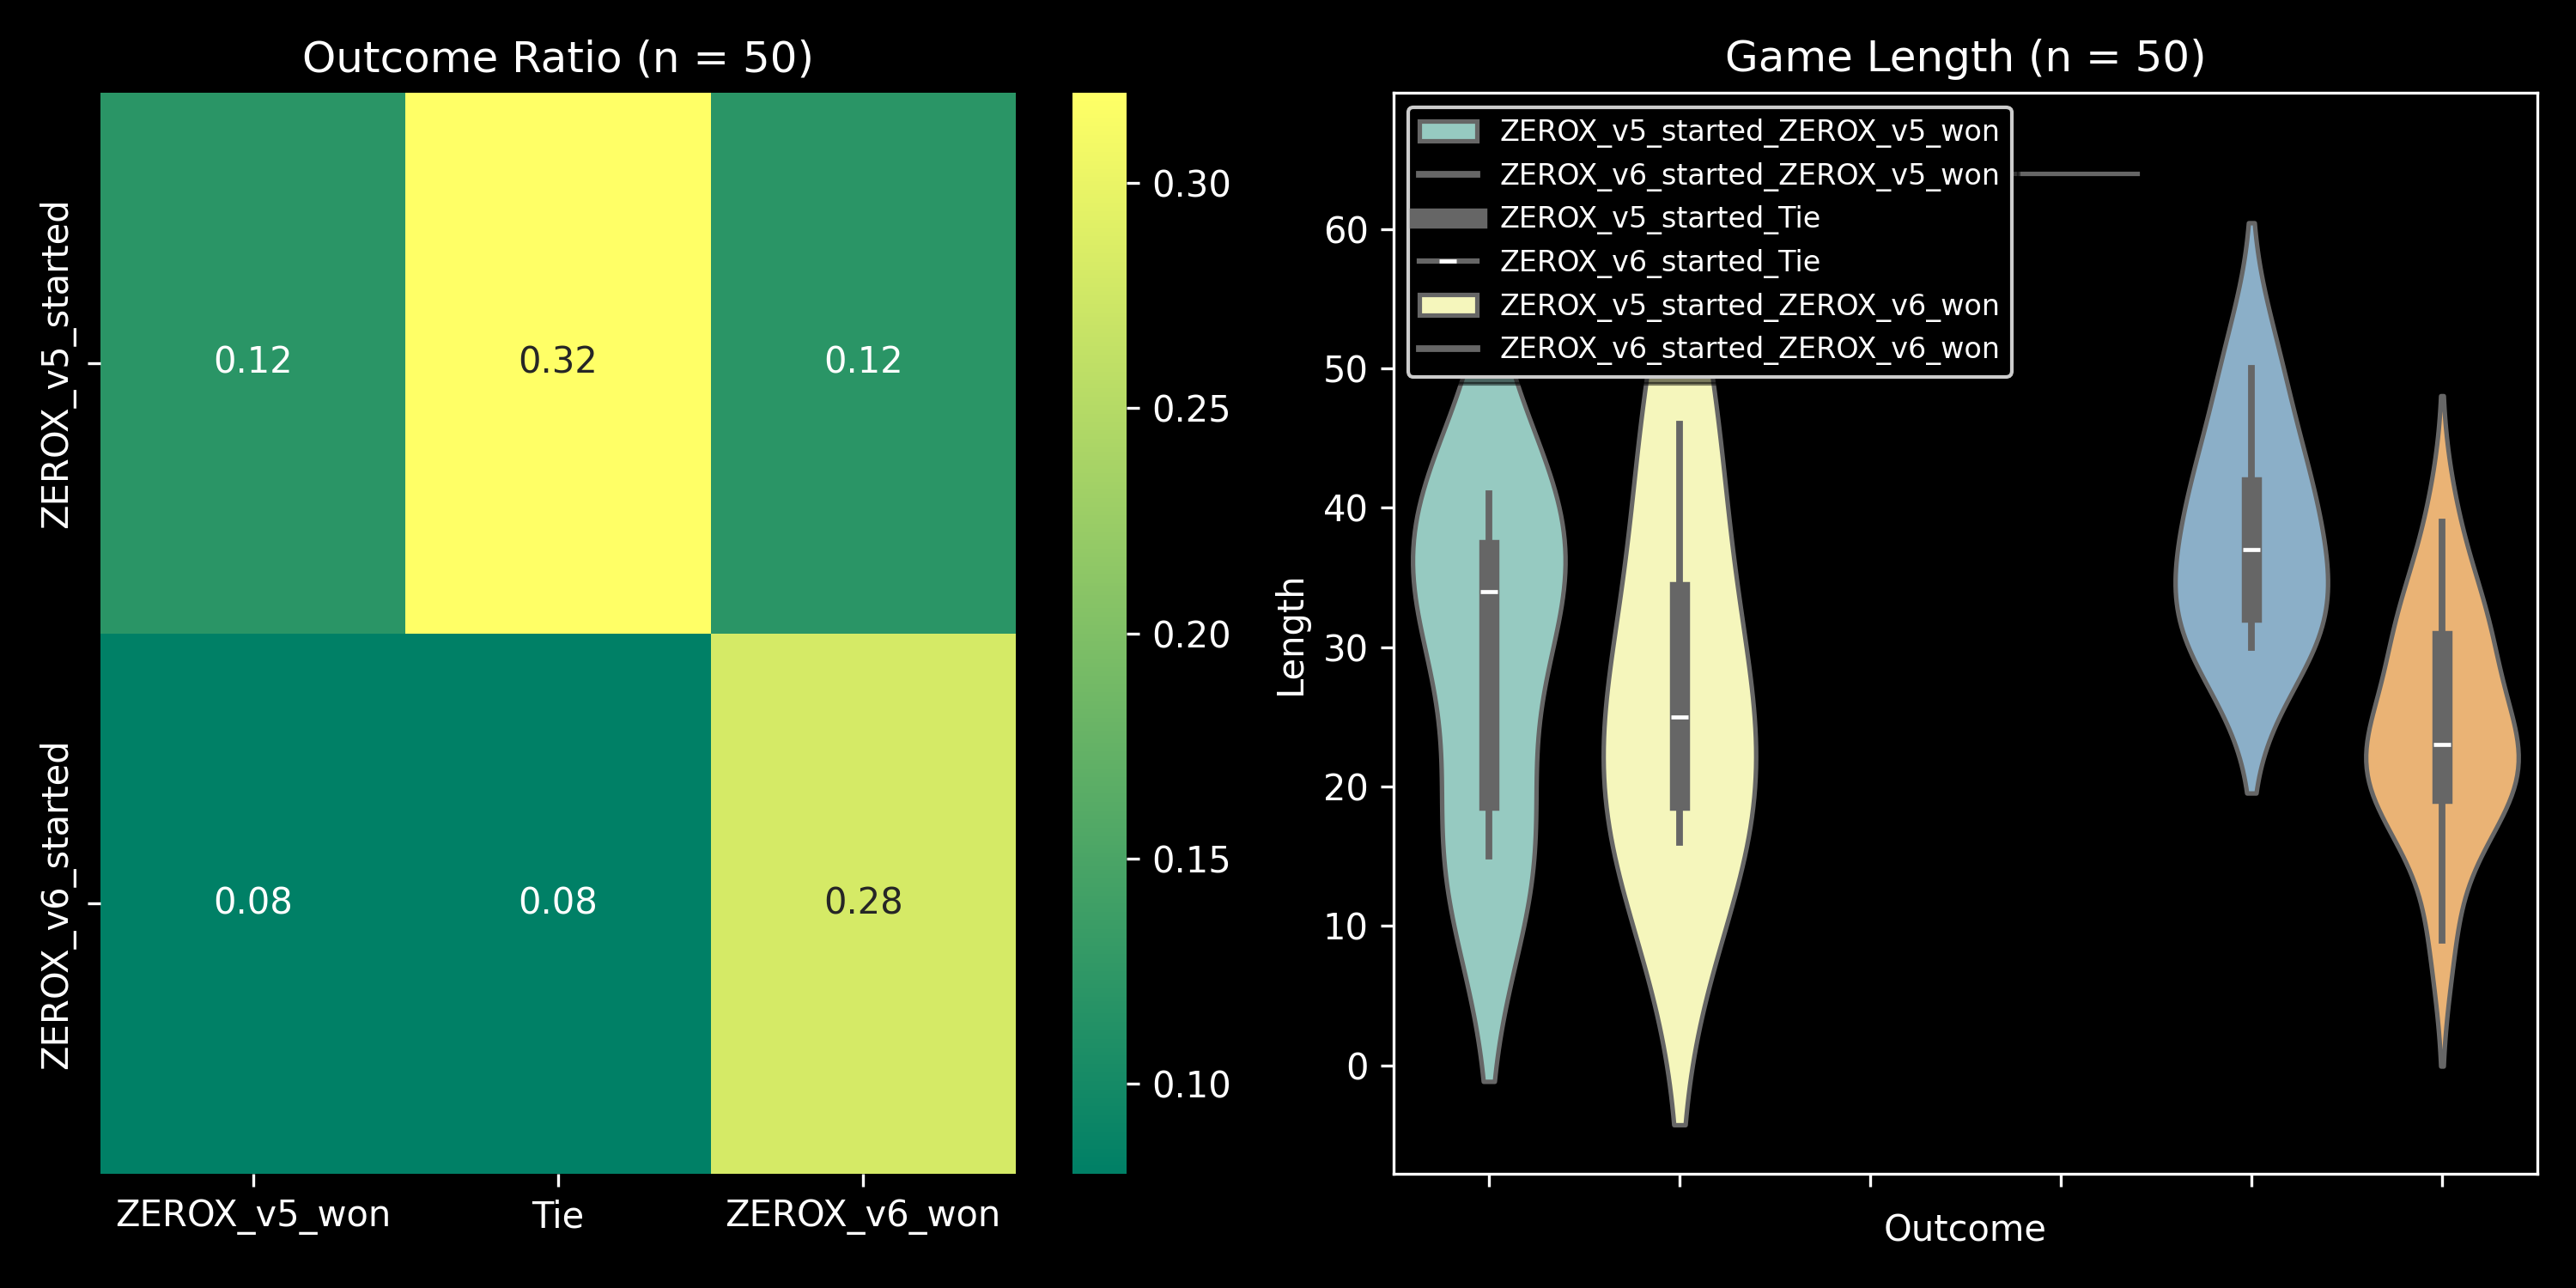 Outcome Ratio (n = 50)
ZEROX_v5_started
ZEROX_v6_started
0.12
0.32
0.12
0.08
0.08
0.28
ZEROX_v5_won
Tie
ZEROX_v6_won
0.30
0.25
0.20
0.15
0.10
Game Length (n = 50)
ZEROX_v5_started_ZEROX_v5_won
ZEROX_v6_started_ZEROX_v5_won
ZEROX_v5_started_Tie
ZEROX_v6_started_Tie
ZEROX_v5_started_ZEROX_v6_won
ZEROX_v6_started_ZEROX_v6_won
Length
60
50
40
30
20
10
0
Outcome